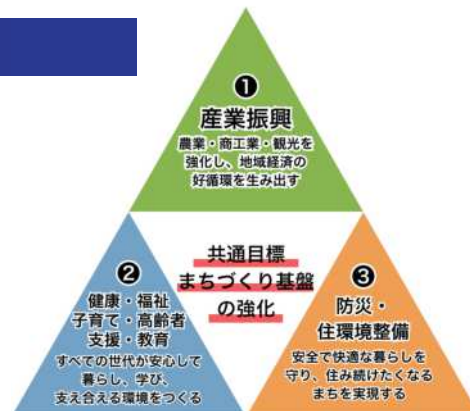 ❶
産業振興
農業・商工業・観光を
強化し、地域経済の
好循環を生み出す
共通目標
まちづくり基盤
の強化
❷
健康・福祉
子育て・高齢者
支援・教育
すべての世代が安心して
暮らし、学び、
支え合える環境をつくる
❸
防災・
住環境整備
安全で快適な暮らしを
守り、住み続けたくなる
まちを実現する